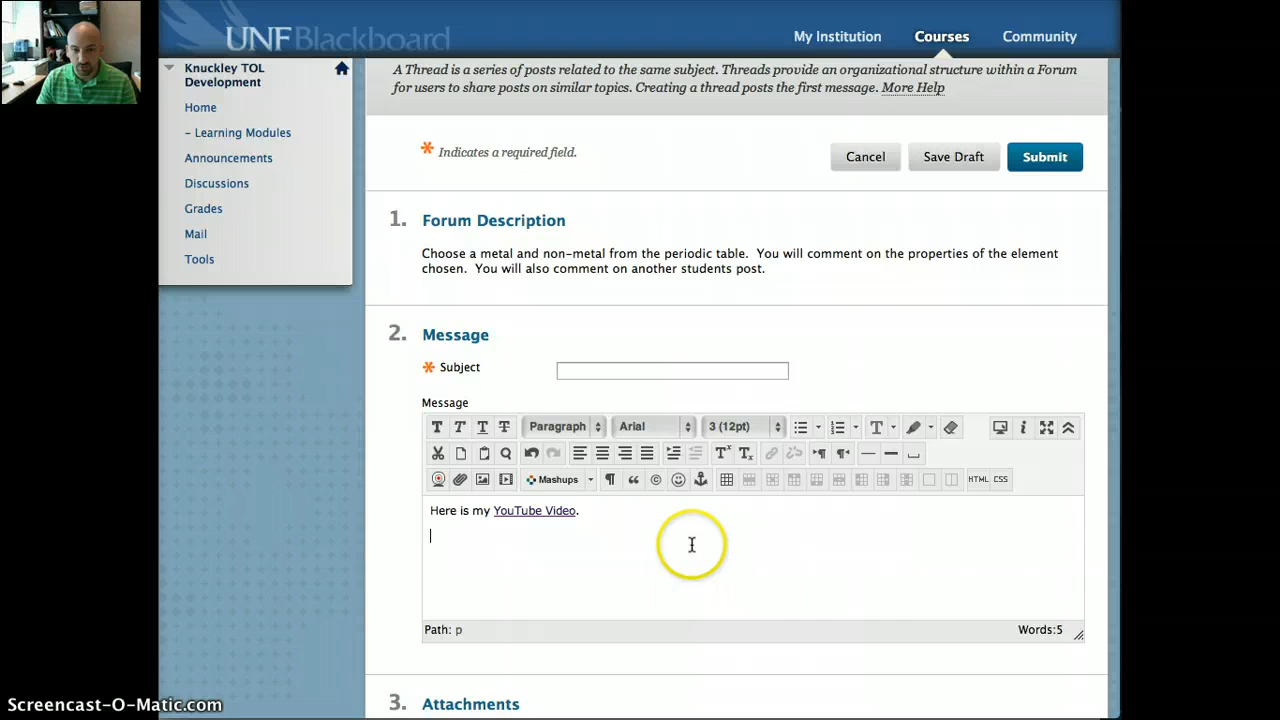 UNF Blackboard
My Institution
Courses
Community
Knuckley TOL
Development
Home
– Learning Modules
Announcements
Discussions
Grades
Mail
Tools
A Thread is a series of posts related to the same subject. Threads provide an organizational structure within a Forum
for users to share posts on similar topics. Creating a thread posts the first message. More Help
* Indicates a required field.
Cancel
Save Draft
Submit
1. Forum Description
Choose a metal and non-metal from the periodic table. You will comment on the properties of the element
chosen. You will also comment on another students post.
2. Message
* Subject
Message
T T T T Paragraph Arial 3 (12pt) T
Tx Tx
Mashups HTML CSS
Here is my YouTube Video.
Path: p
Words:5
3. Attachments
Screencast-O-Matic.com